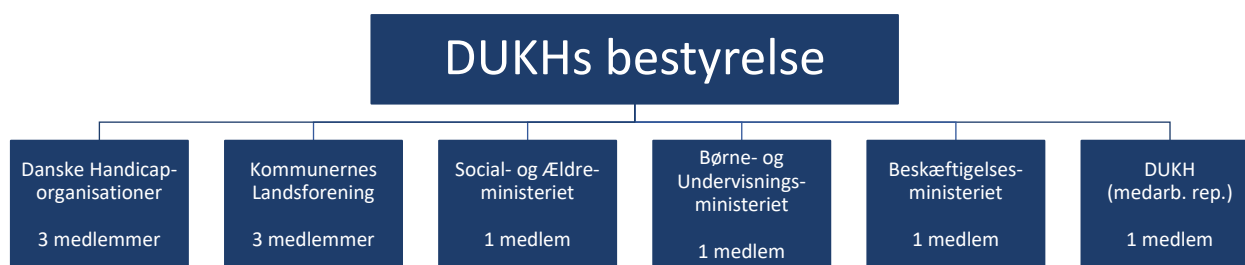 DUKHs bestyrelse
Danske Handicap-
organisationer
3 medlemmer
Kommunernes
Landsforening
3 medlemmer
Social- og Ældre-
ministeriet
1 medlem
Børne- og
Undervisnings-
ministeriet
1 medlem
Beskæftigelses-
ministeriet
1 medlem
DUKH
(medarb. rep.)
1 medlem